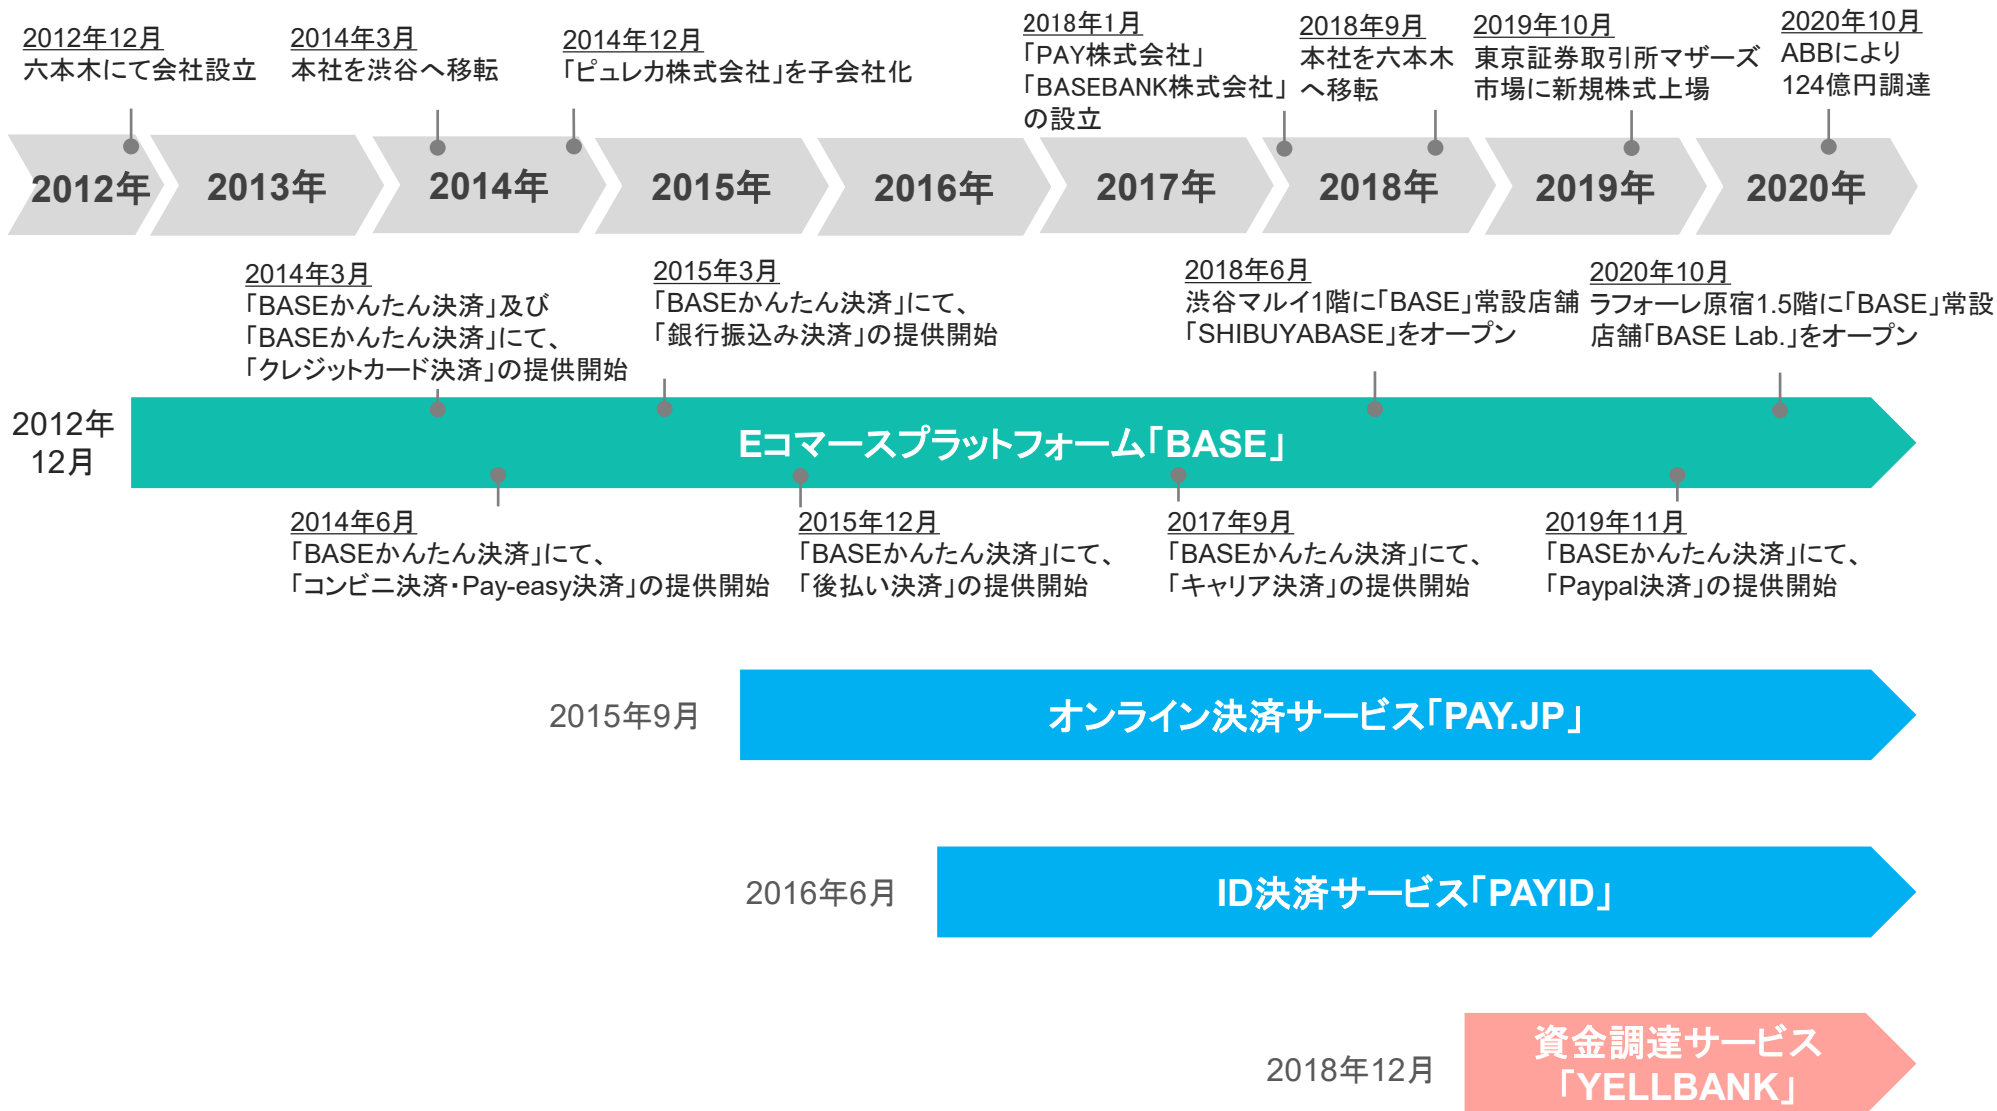 2012年12月
六本木にて会社設立
2014年3月
本社を渋谷へ移転
2014年12月
「ピュレカ株式会社」を子会社化
2018年1月
「PAY株式会社」
「BASEBANK株式会社」
の設立
2018年9月
本社を六本木
へ移転
2019年10月
東京証券取引所マザーズ
市場に新規株式上場
2020年10月
ABBにより
124億円調達
2012年
2013年
2014年
2015年
2016年
2017年
2018年
2019年
2020年
2014年3月
「BASEかんたん決済」及び
「BASEかんたん決済」にて、
「クレジットカード決済」の提供開始
2015年3月
「BASEかんたん決済」にて、
「銀行振込み決済」の提供開始
2018年6月
渋谷マルイ1階に「BASE」常設店舗
「SHIBUYABASE」をオープン
2020年10月
ラフォーレ原宿1.5階に「BASE」常設
店舗「BASE Lab.」をオープン
2012年
12月
Eコマースプラットフォーム「BASE」
2014年6月
「BASEかんたん決済」にて、
「コンビニ決済・Pay-easy決済」の提供開始
2015年12月
「BASEかんたん決済」にて、
「後払い決済」の提供開始
2017年9月
「BASEかんたん決済」にて、
「キャリア決済」の提供開始
2019年11月
「BASEかんたん決済」にて、
「Paypal決済」の提供開始
2015年9月
オンライン決済サービス「PAY.JP」
2016年6月
ID決済サービス「PAYID」
2018年12月
資金調達サービス
「YELLBANK」